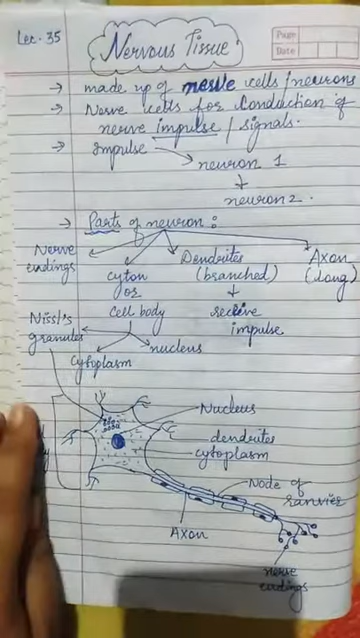 Lec. 35
Nervous Tissue
Page
Date
→ made up of nerve cells/neurons
→ Nerve cells for conduction of
nerve impulse / signals.
→ Impulse → neuron 1
↓
neuron 2.
→ Parts of neuron :
Nerve endings
cyton or cell body
Dendrites (branched)
↓
recieve impulse
Axon (long)
Nissl's granules
Cytoplasm
nucleus
Nucleus
dendrites
cytoplasm
Node of ranvier
Axon
nerve endings